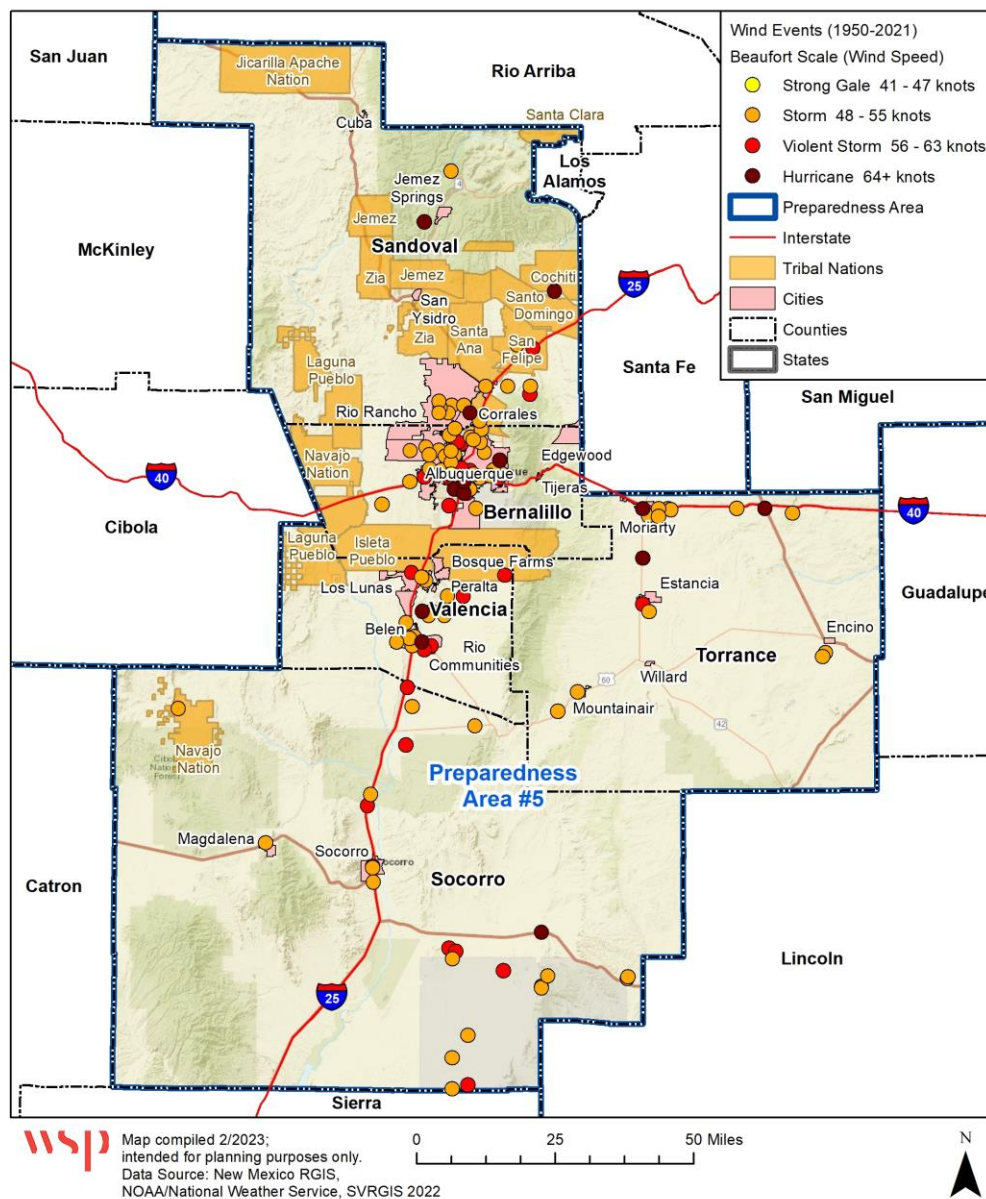 San Juan
Rio Arriba
Wind Events (1950-2021)
Beaufort Scale (Wind Speed)
Strong Gale 41 - 47 knots
Storm 48 - 55 knots
Violent Storm 56 - 63 knots
Hurricane 64+ knots
Preparedness Area
Interstate
Tribal Nations
Cities
Counties
States
Jicarilla Apache
Nation
Cuba
Santa Clara
Los
Alamos
Jemez
Springs
4
Jemez
Sandoval
McKinley
Zia
Jemez
Cochiti
25
San
Ysidro
Santo
Domingo
Zia
Santa
Ana
San
Felipe
Laguna
Pueblo
Santa Fe
San Miguel
Rio Rancho
Corrales
Navajo
Nation
Edgewood
Albuquerque
Tijeras
40
Cibola
Bernalillo
40
Moriarty
Laguna
Pueblo
Isleta
Pueblo
Bosque Farms
Los Lunas
Peralta
Estancia
Guadalupe
Valencia
Belen
Rio
Communities
Encino
Torrance
Willard
60
Mountainair
42
Navajo
Nation
Preparedness
Area #5
Magdalena
Socorro
Socorro
Catron
Lincoln
25
Sierra
wsp
Map compiled 2/2023;
intended for planning purposes only.
Data Source: New Mexico RGIS,
NOAA/National Weather Service, SVRGIS 2022
0 25 50 Miles
N